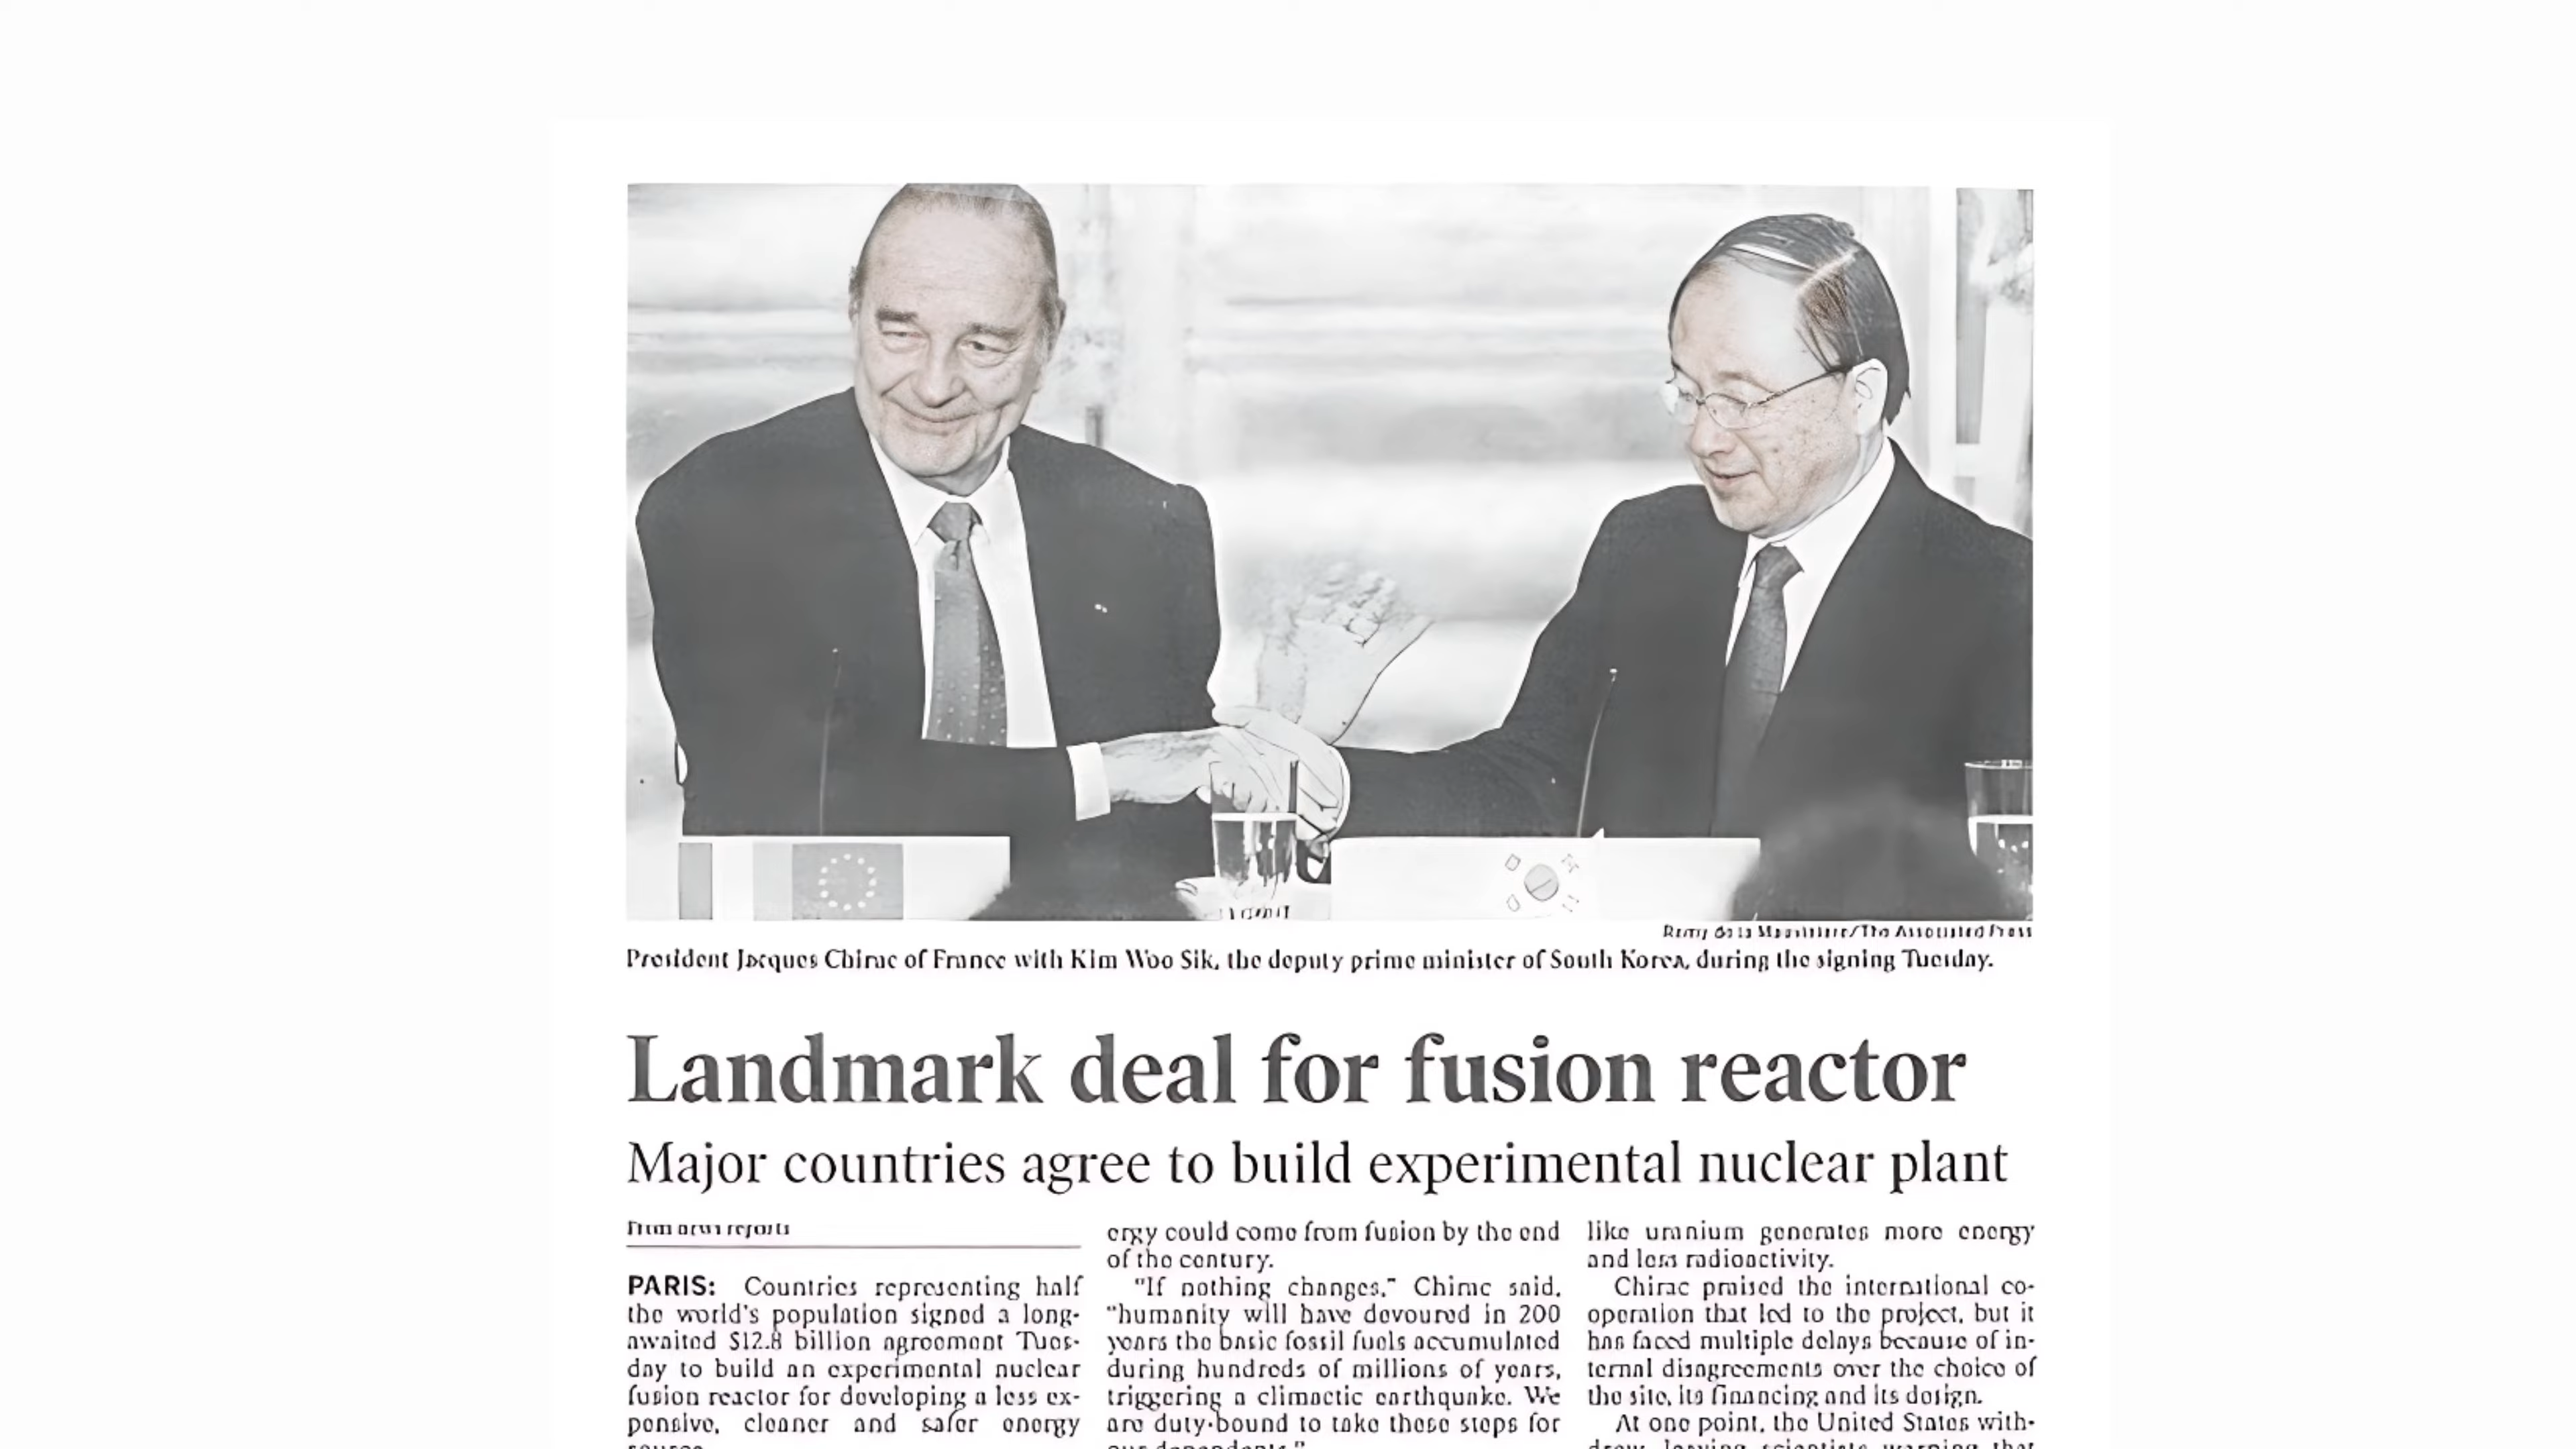 President Jacques Chirac of France with Kim Woo Sik, the deputy prime minister of South Korea, during the signing Tuesday.
Landmark deal for fusion reactor
Major countries agree to build experimental nuclear plant
From news reports
PARIS: Countries representing half
the world's population signed a long-
awaited $12.8 billion agreement Tues-
day to build an experimental nuclear
fusion reactor for developing a less ex-
pensive, cleaner and safer energy
ergy could come from fusion by the end
of the century.
"If nothing changes," Chirac said,
"humanity will have devoured in 200
years the basic fossil fuels accumulated
during hundreds of millions of years,
triggering a climactic earthquake. We
are duty-bound to take these steps for
like uranium generates more energy
and less radioactivity.
Chirac praised the international co-
operation that led to the project, but it
has faced multiple delays because of in-
ternal disagreements over the choice of
the site, its financing and its design.
At one point, the United States with-